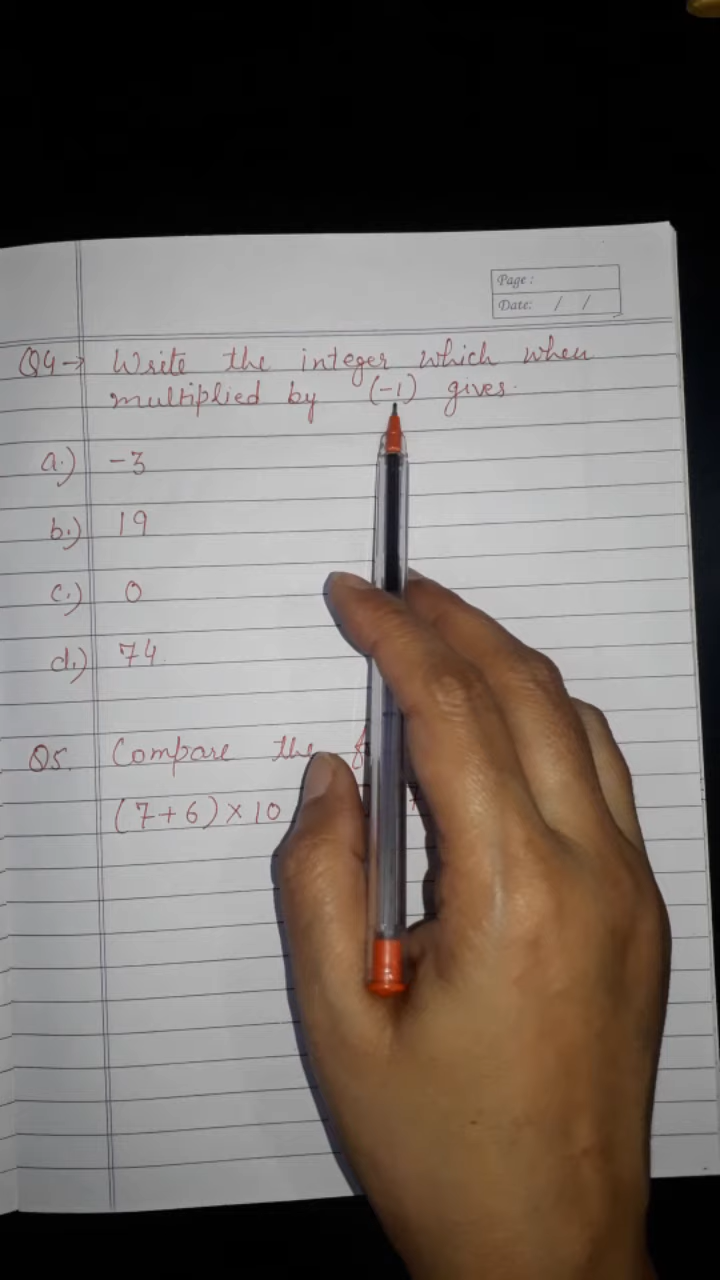 Page :
Date: / /
Q4→ Write the integer which when
multiplied by (-1) gives.
a.) -3
b.) 19
c.) 0
d.) 74
Q5. Compare the
(7+6)×10 7